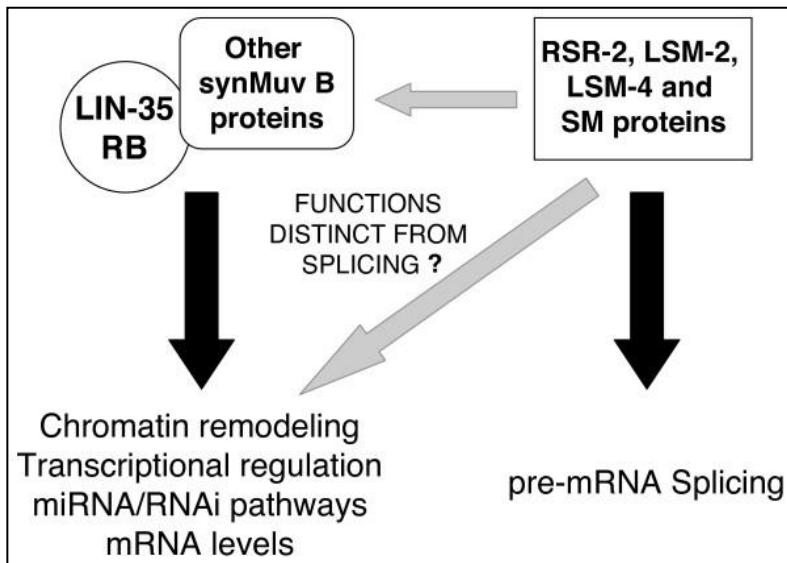 Other
synMuv B
proteins
LIN-35
RB
RSR-2, LSM-2,
LSM-4 and
SM proteins
FUNCTIONS
DISTINCT FROM
SPLICING ?
Chromatin remodeling
Transcriptional regulation
miRNA/RNAi pathways
mRNA levels
pre-mRNA Splicing